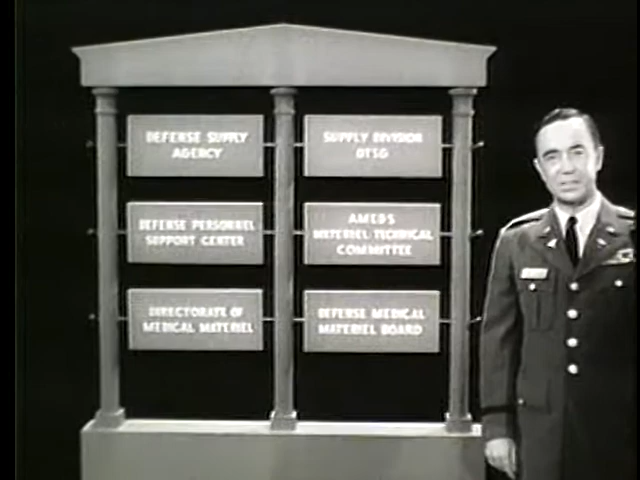 DEFENSE SUPPLY
AGENCY
SUPPLY DIVISION
OTSG
DEFENSE PERSONNEL
SUPPORT CENTER
AMEDS
MATERIEL TECHNICAL
COMMITTEE
DIRECTORATE OF
MEDICAL MATERIEL
DEFENSE MEDICAL
MATERIEL BOARD